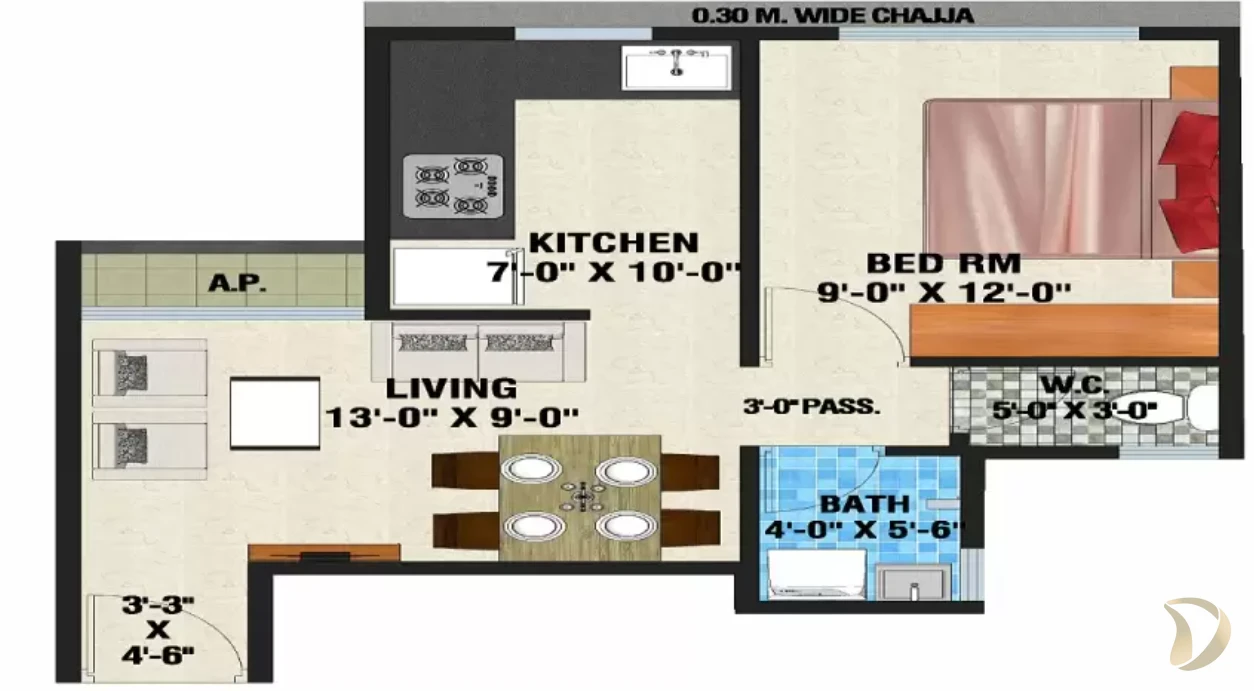 0.30 M. WIDE CHAJJA
KITCHEN
7'-0" X 10'-0"
BED RM
9'-0" X 12'-0"
A.P.
LIVING
13'-0" X 9'-0"
3'-0" PASS.
W.C.
5'-0" X 3'-0"
BATH
4'-0" X 5'-6"
3'-3"
X
4'-6"